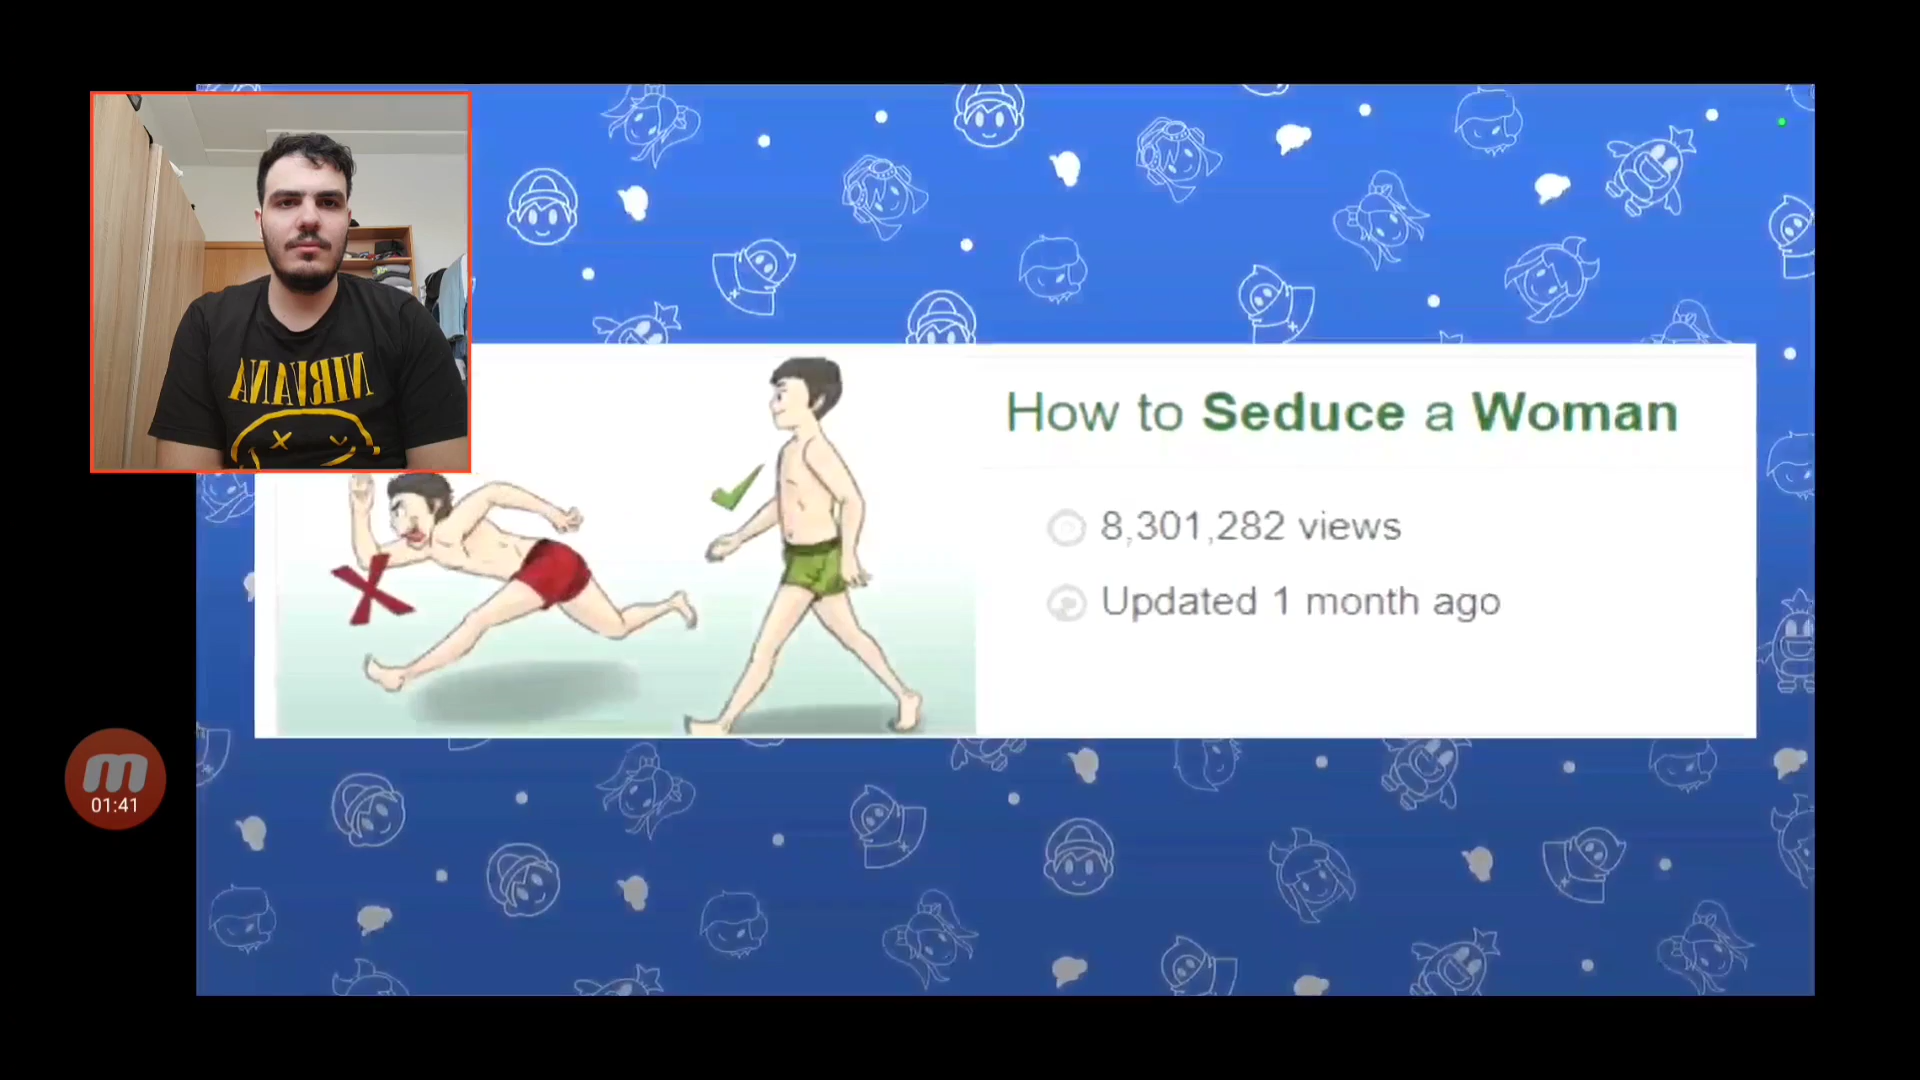 NIRVANA
How to Seduce a Woman
8,301,282 views
Updated 1 month ago
m
01:41